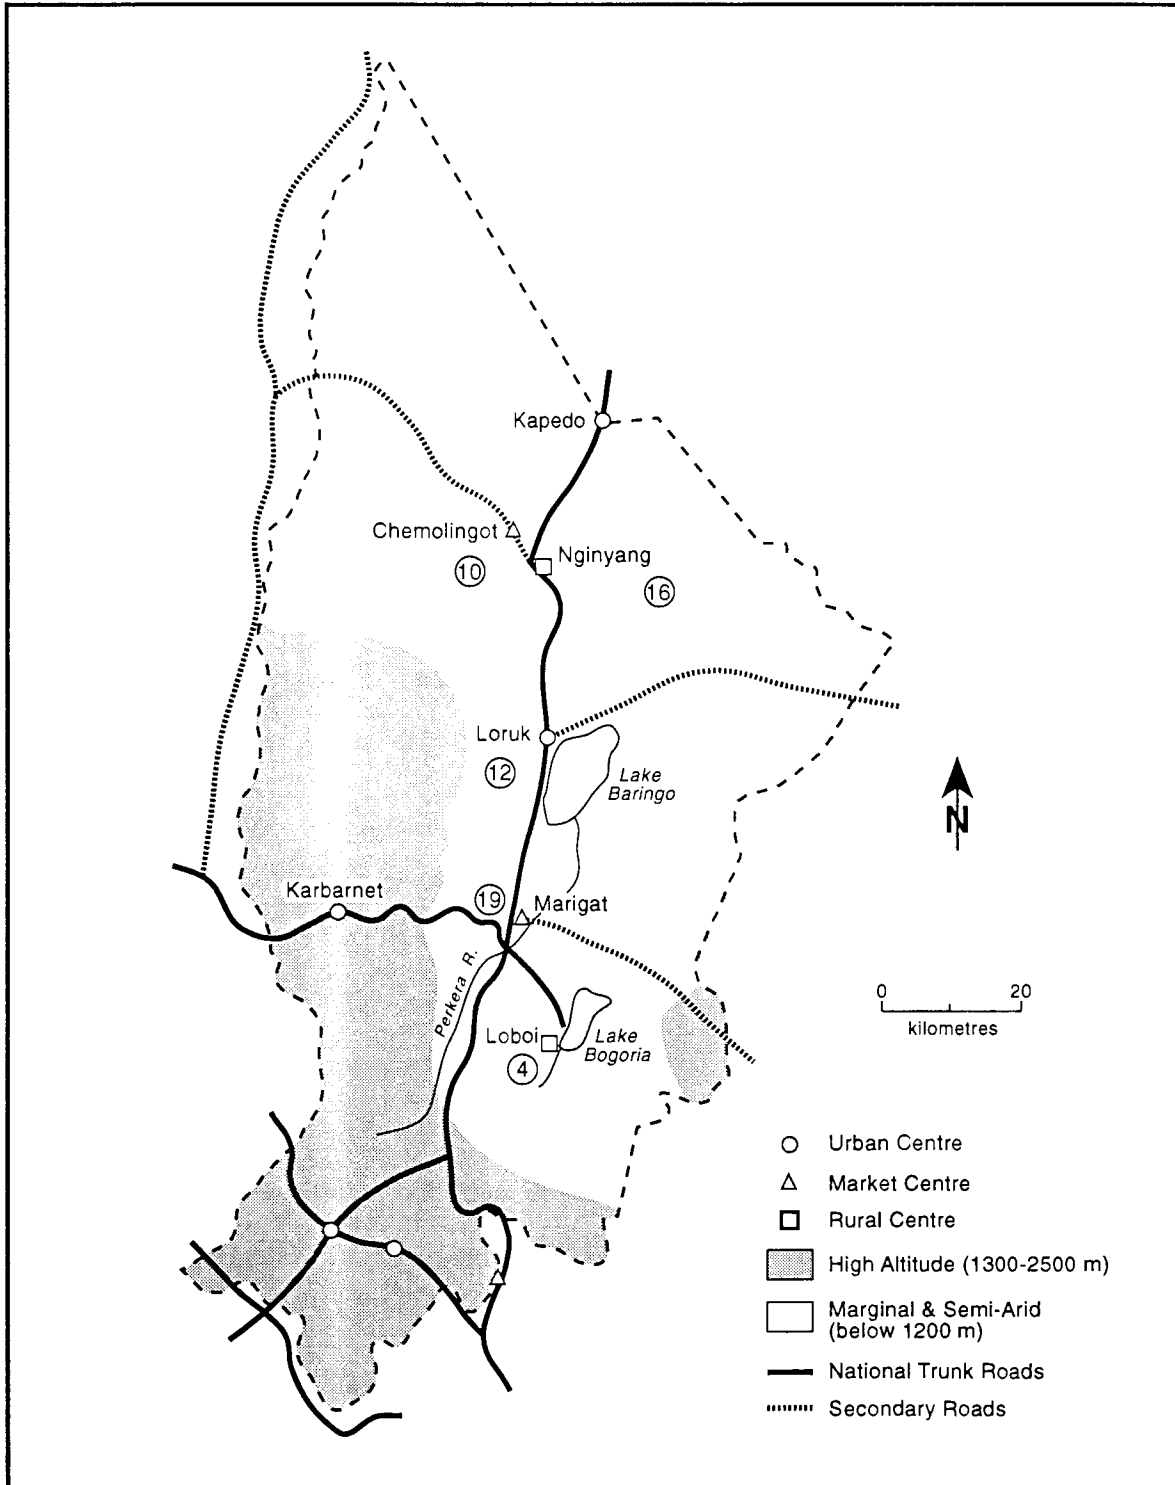 Kapedo
Chemolingot
Nginyang
10
16
Loruk
12
Lake
Baringo
N
19
Karbarnet
Marigat
Perkera R.
0 20
kilometres
Loboi
Lake
Bogoria
4
Urban Centre
Market Centre
Rural Centre
High Altitude (1300-2500 m)
Marginal & Semi-Arid
(below 1200 m)
National Trunk Roads
Secondary Roads